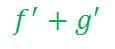 f′ + g′